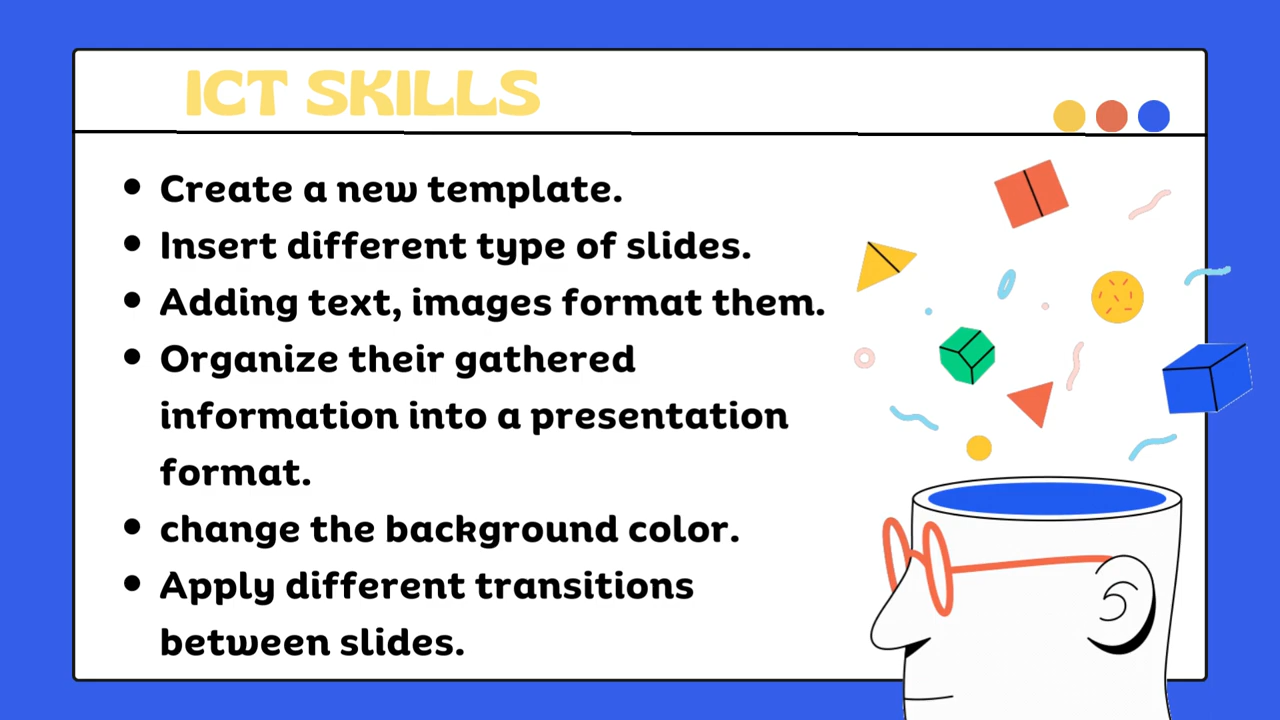 ICT SKILLS
• Create a new template.
• Insert different type of slides.
• Adding text, images format them.
• Organize their gathered
information into a presentation
format.
• change the background color.
• Apply different transitions
between slides.